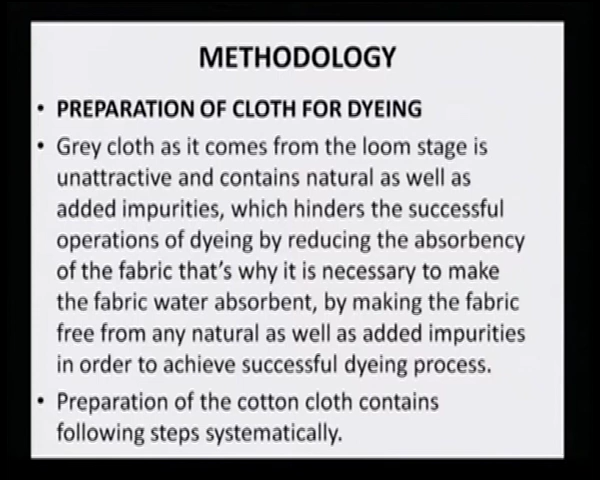 METHODOLOGY
• PREPARATION OF CLOTH FOR DYEING
• Grey cloth as it comes from the loom stage is
unattractive and contains natural as well as
added impurities, which hinders the successful
operations of dyeing by reducing the absorbency
of the fabric that's why it is necessary to make
the fabric water absorbent, by making the fabric
free from any natural as well as added impurities
in order to achieve successful dyeing process.
• Preparation of the cotton cloth contains
following steps systematically.